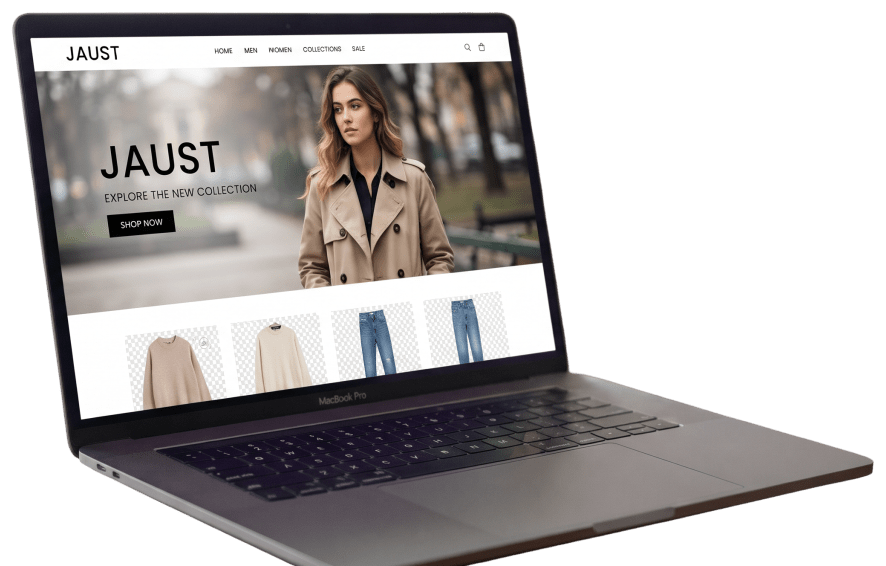 JAUST
HOME MEN WOMEN COLLECTIONS SALE
JAUST
EXPLORE THE NEW COLLECTION
SHOP NOW
MacBook Pro